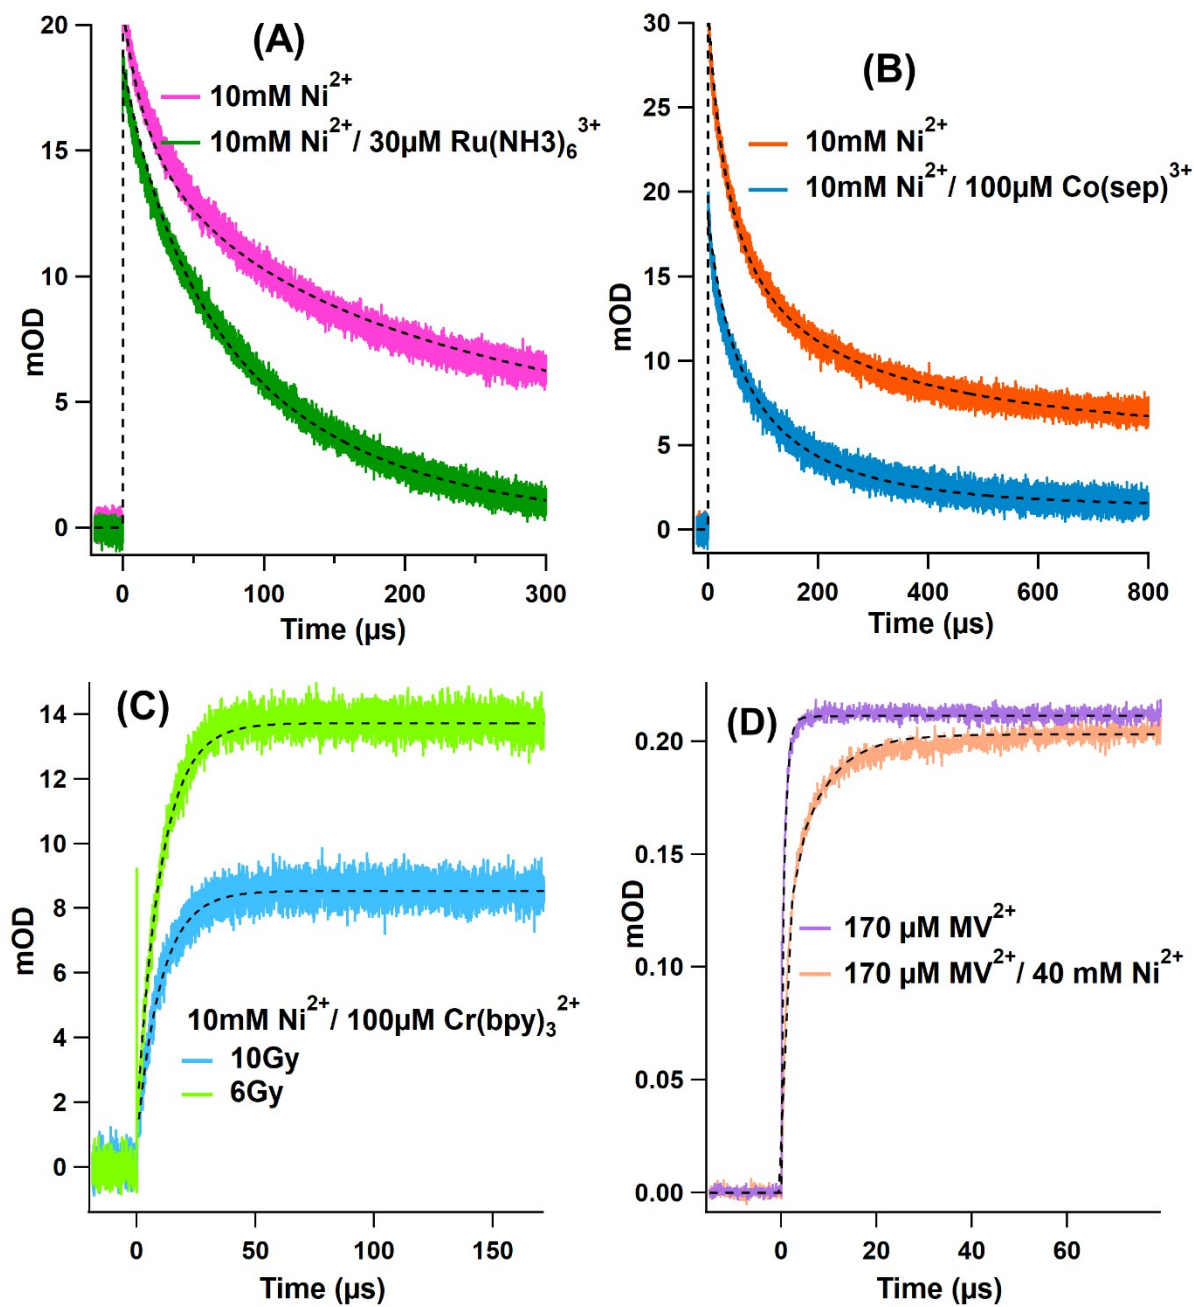 (A)
10mM Ni2+
10mM Ni2+/ 30µM Ru(NH3)6 3+
mOD
20
15
10
5
0
0 100 200 300
Time (µs)
(B)
10mM Ni2+
10mM Ni2+/ 100µM Co(sep)3+
mOD
30
25
20
15
10
5
0
0 200 400 600 800
Time (µs)
(C)
10mM Ni2+/ 100µM Cr(bpy)3 2+
10Gy
6Gy
mOD
14
12
10
8
6
4
2
0
0 50 100 150
Time (µs)
(D)
170 µM MV2+
170 µM MV2+/ 40 mM Ni2+
mOD
0.20
0.15
0.10
0.05
0.00
0 20 40 60
Time (µs)